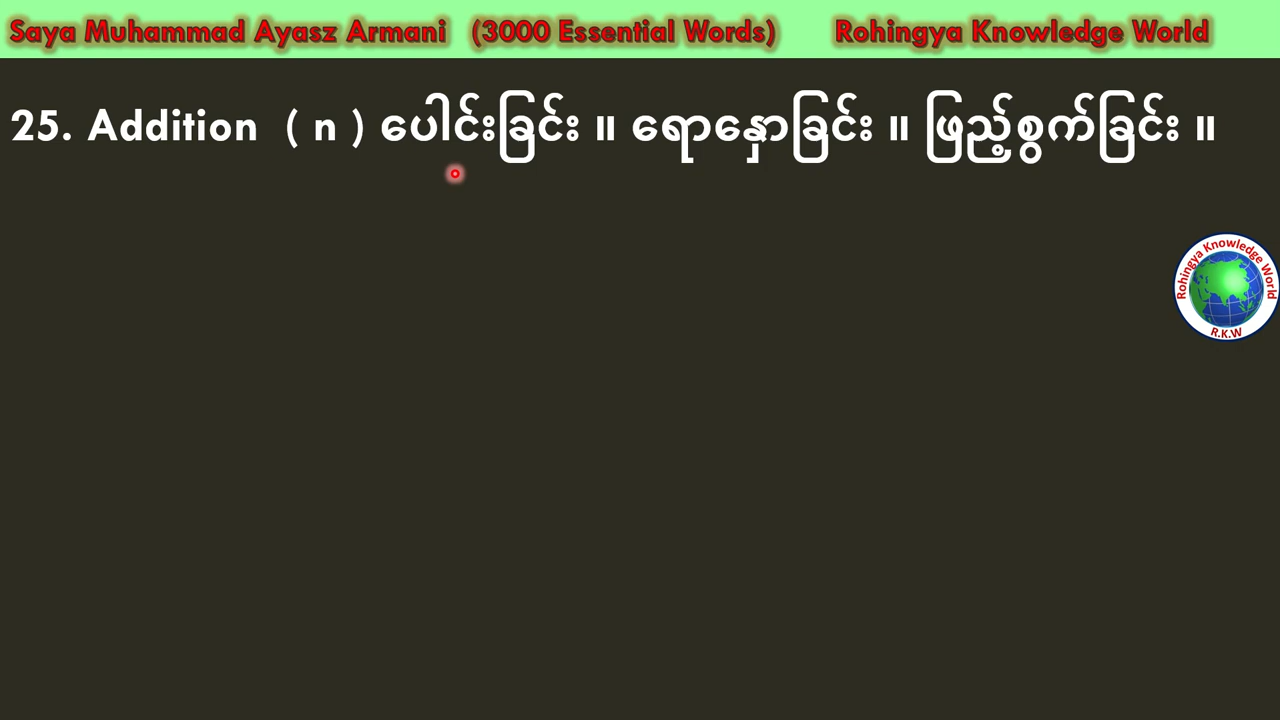 Saya Muhammad Ayasz Armani (3000 Essential Words) Rohingya Knowledge World
25. Addition ( n ) ပေါင်းခြင်း ။ ရောနှောခြင်း ။ ဖြည့်စွက်ခြင်း ။
Rohingya Knowledge World
R.K.W